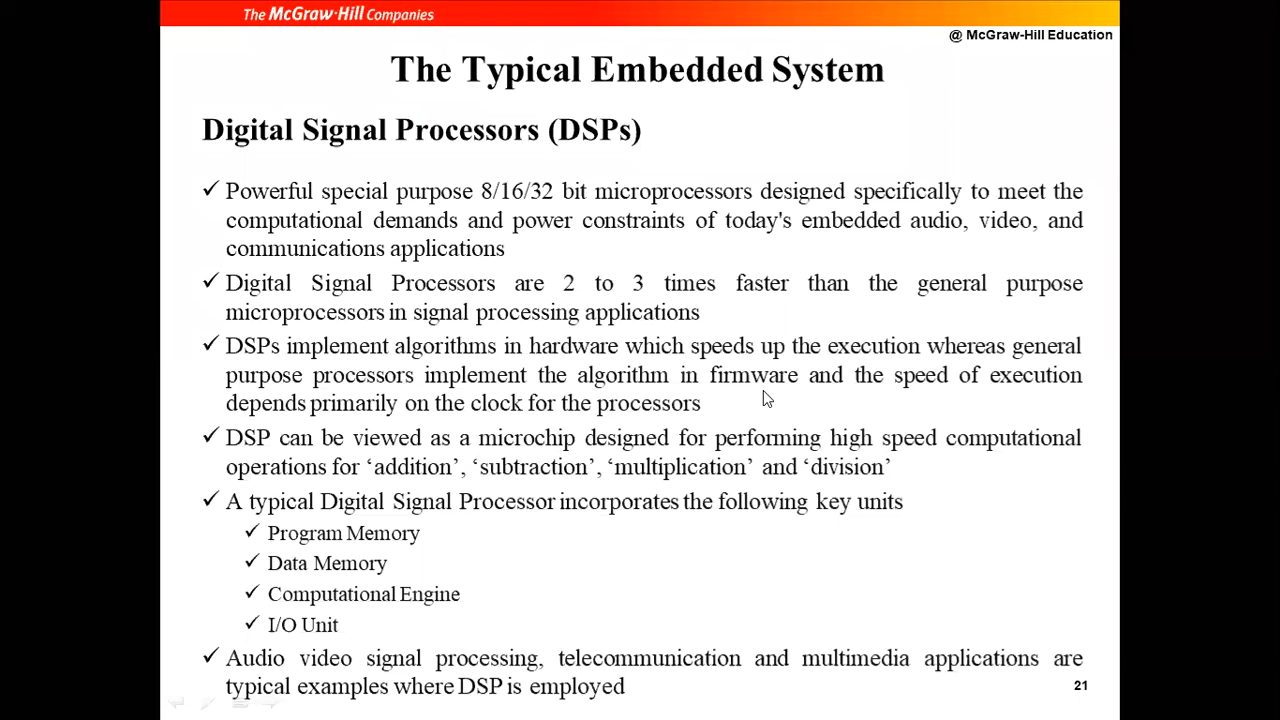 The McGraw·Hill Companies
@ McGraw-Hill Education
The Typical Embedded System
Digital Signal Processors (DSPs)
✓ Powerful special purpose 8/16/32 bit microprocessors designed specifically to meet the
computational demands and power constraints of today's embedded audio, video, and
communications applications
✓ Digital Signal Processors are 2 to 3 times faster than the general purpose
microprocessors in signal processing applications
✓ DSPs implement algorithms in hardware which speeds up the execution whereas general
purpose processors implement the algorithm in firmware and the speed of execution
depends primarily on the clock for the processors
✓ DSP can be viewed as a microchip designed for performing high speed computational
operations for ‘addition’, ‘subtraction’, ‘multiplication’ and ‘division’
✓ A typical Digital Signal Processor incorporates the following key units
✓ Program Memory
✓ Data Memory
✓ Computational Engine
✓ I/O Unit
✓ Audio video signal processing, telecommunication and multimedia applications are
typical examples where DSP is employed
21